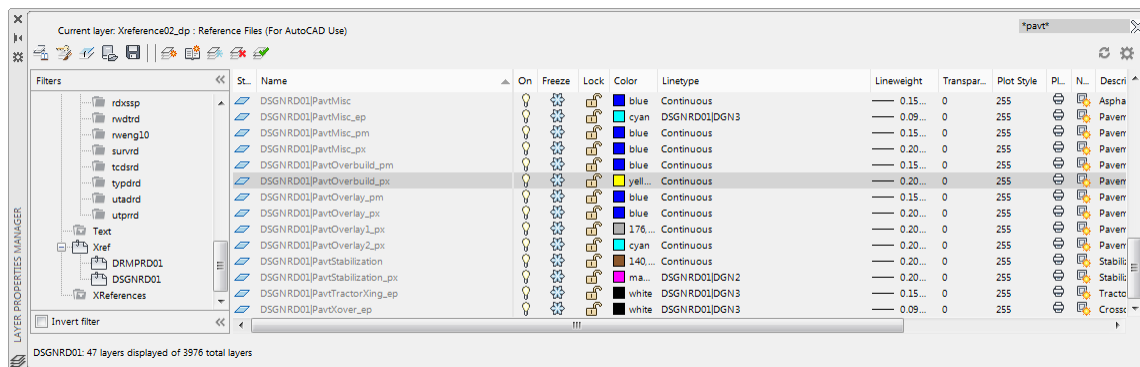 Current layer: Xreference02_dp : Reference Files (For AutoCAD Use)
*pavt*
Filters
St... Name On Freeze Lock Color Linetype Lineweight Transpar... Plot Style Pl... N... Descri
rdxssp
rwdtrd
rweng10
survrd
tcdsrd
typdrd
utadrd
utprrd
Text
Xref
DRMPRD01
DSGNRD01
XReferences
Invert filter
DSGNRD01|PavtMisc blue Continuous 0.15... 0 255 Aspha
DSGNRD01|PavtMisc_ep cyan DSGNRD01|DGN3 0.09... 0 255 Pavem
DSGNRD01|PavtMisc_pm blue Continuous 0.15... 0 255 Pavem
DSGNRD01|PavtMisc_px blue Continuous 0.20... 0 255 Pavem
DSGNRD01|PavtOverbuild_pm blue Continuous 0.15... 0 255 Pavem
DSGNRD01|PavtOverbuild_px yell... Continuous 0.20... 0 255 Pavem
DSGNRD01|PavtOverlay_pm blue Continuous 0.15... 0 255 Pavem
DSGNRD01|PavtOverlay_px blue Continuous 0.20... 0 255 Pavem
DSGNRD01|PavtOverlay1_px 176,... Continuous 0.20... 0 255 Pavem
DSGNRD01|PavtOverlay2_px cyan Continuous 0.20... 0 255 Pavem
DSGNRD01|PavtStabilization 140,... Continuous 0.20... 0 255 Stabiliz
DSGNRD01|PavtStabilization_px ma... DSGNRD01|DGN2 0.20... 0 255 Stabiliz
DSGNRD01|PavtTractorXing_ep white DSGNRD01|DGN3 0.15... 0 255 Tracto
DSGNRD01|PavtXover_ep white DSGNRD01|DGN3 0.09... 0 255 Crosso
LAYER PROPERTIES MANAGER
DSGNRD01: 47 layers displayed of 3976 total layers